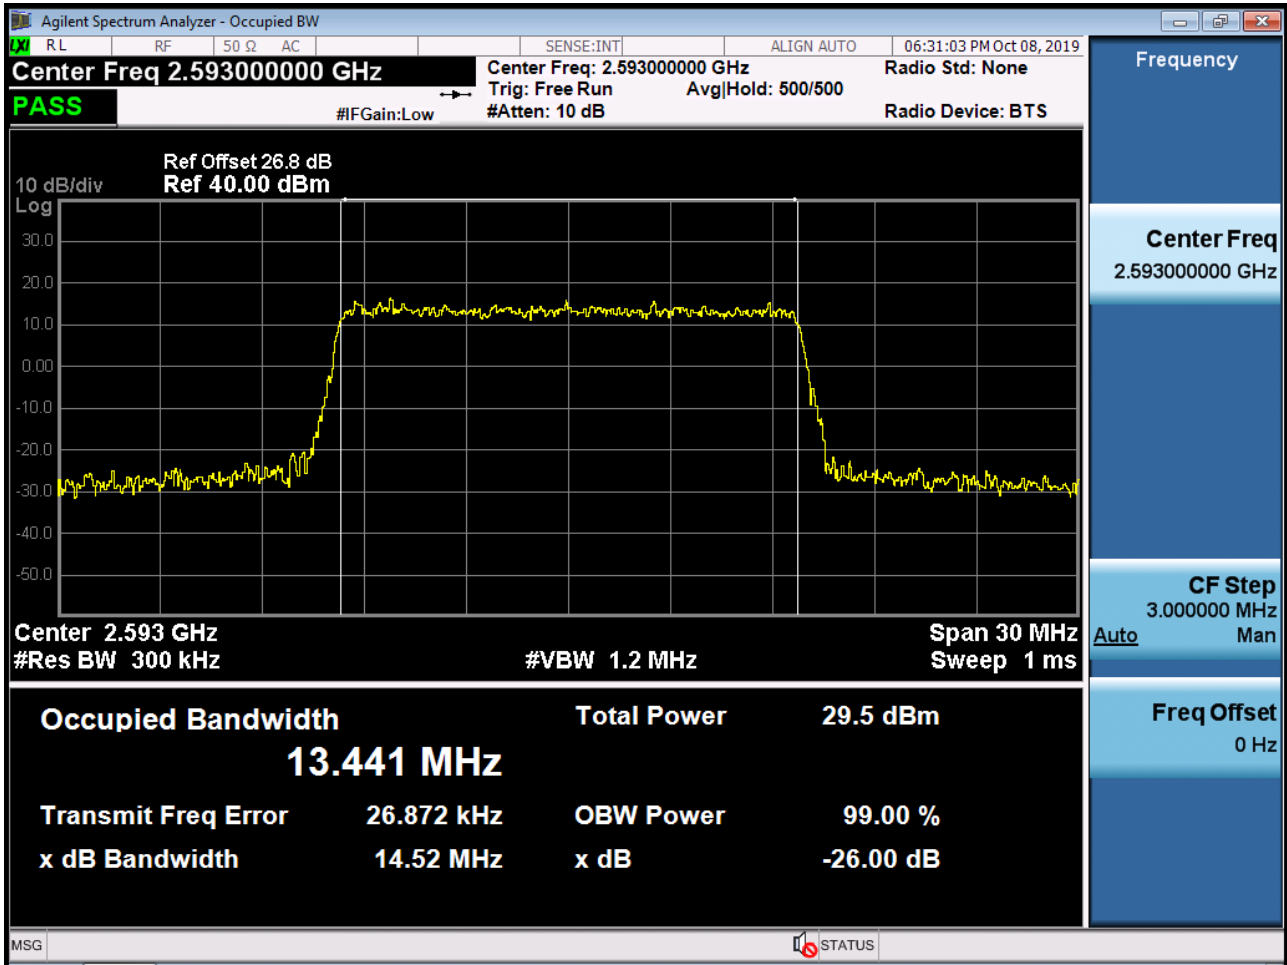 Agilent Spectrum Analyzer - Occupied BW
LXI RL RF 50 Ω AC SENSE:INT ALIGN AUTO 06:31:03 PM Oct 08, 2019
Center Freq 2.593000000 GHz
PASS
#IFGain:Low
Center Freq: 2.593000000 GHz
Trig: Free Run Avg|Hold: 500/500
#Atten: 10 dB
Radio Std: None
Radio Device: BTS
Ref Offset 26.8 dB
10 dB/div Ref 40.00 dBm
Log
30.0
20.0
10.0
0.00
-10.0
-20.0
-30.0
-40.0
-50.0
Center 2.593 GHz Span 30 MHz
#Res BW 300 kHz #VBW 1.2 MHz Sweep 1 ms
Occupied Bandwidth Total Power 29.5 dBm
13.441 MHz
Transmit Freq Error 26.872 kHz OBW Power 99.00 %
x dB Bandwidth 14.52 MHz x dB -26.00 dB
Frequency
Center Freq
2.593000000 GHz
CF Step
3.000000 MHz
Auto Man
Freq Offset
0 Hz
MSG STATUS